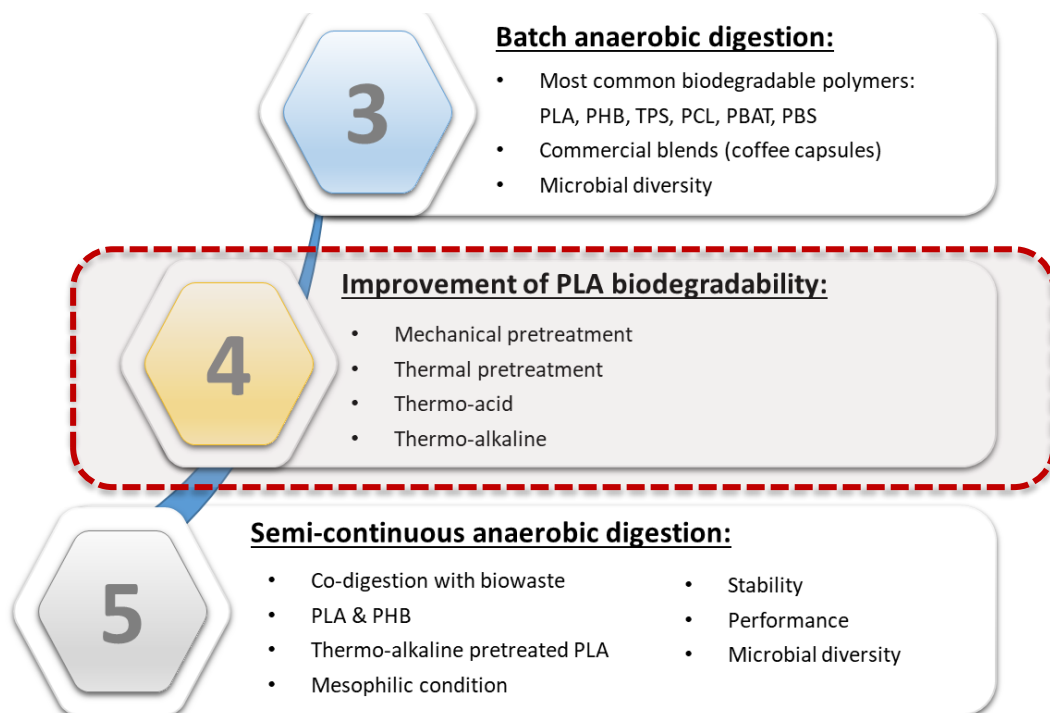 3
Batch anaerobic digestion:
• Most common biodegradable polymers:
PLA, PHB, TPS, PCL, PBAT, PBS
• Commercial blends (coffee capsules)
• Microbial diversity
4
Improvement of PLA biodegradability:
• Mechanical pretreatment
• Thermal pretreatment
• Thermo-acid
• Thermo-alkaline
5
Semi-continuous anaerobic digestion:
• Co-digestion with biowaste
• PLA & PHB
• Thermo-alkaline pretreated PLA
• Mesophilic condition
• Stability
• Performance
• Microbial diversity